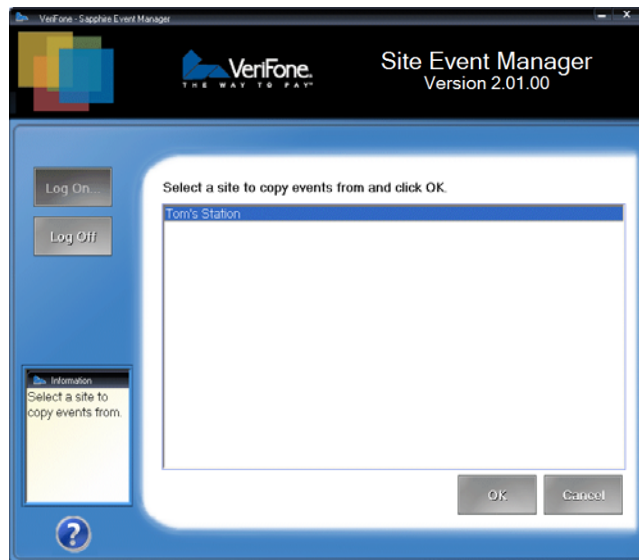 VeriFone - Sapphire Event Manager
VeriFone.
THE WAY TO PAY™
Site Event Manager
Version 2.01.00
Log On...
Log Off
Select a site to copy events from and click OK.
Tom's Station
Information
Select a site to
copy events from.
OK
Cancel
?